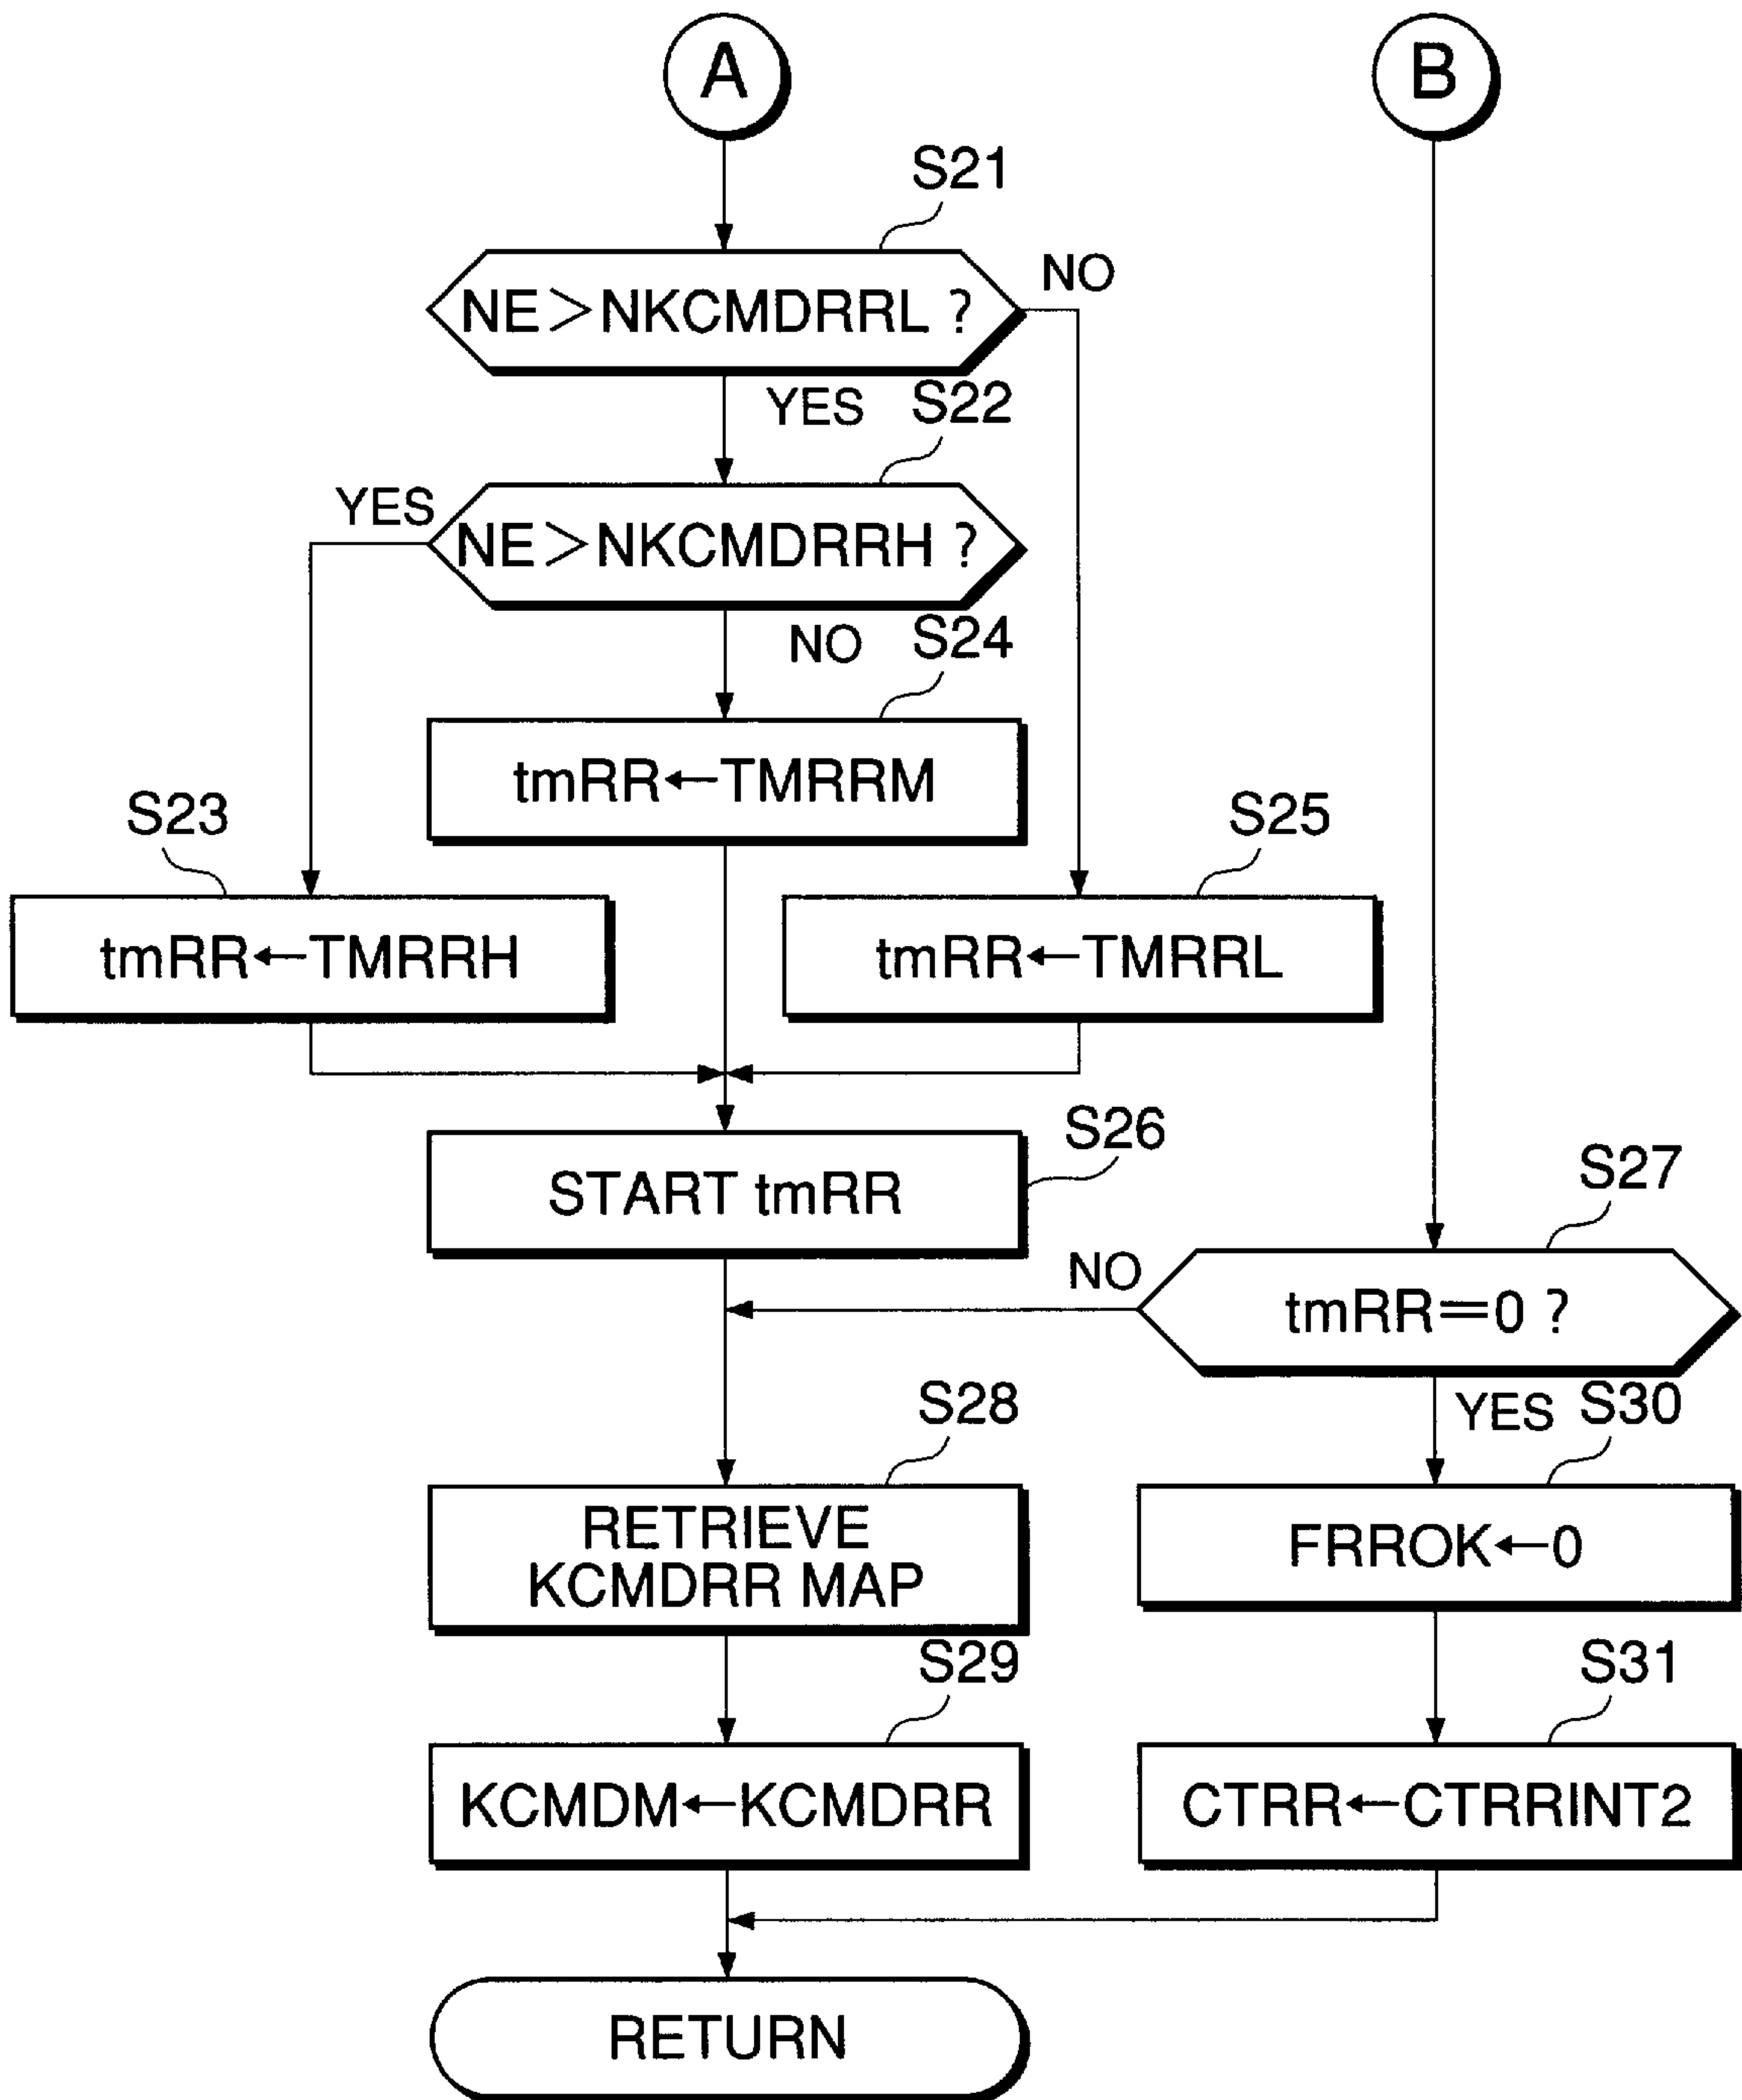 A
B
S21
NE>NKCMDRRL ?
NO
YES
S22
YES
NE>NKCMDRRH ?
NO
S24
tmRR←TMRRM
S23
S25
tmRR←TMRRH
tmRR←TMRRL
S26
START tmRR
S27
NO
tmRR=0 ?
S28
YES
S30
RETRIEVE
KCMDRR MAP
FRROK←0
S29
S31
KCMDM←KCMDRR
CTRR←CTRRINT2
RETURN